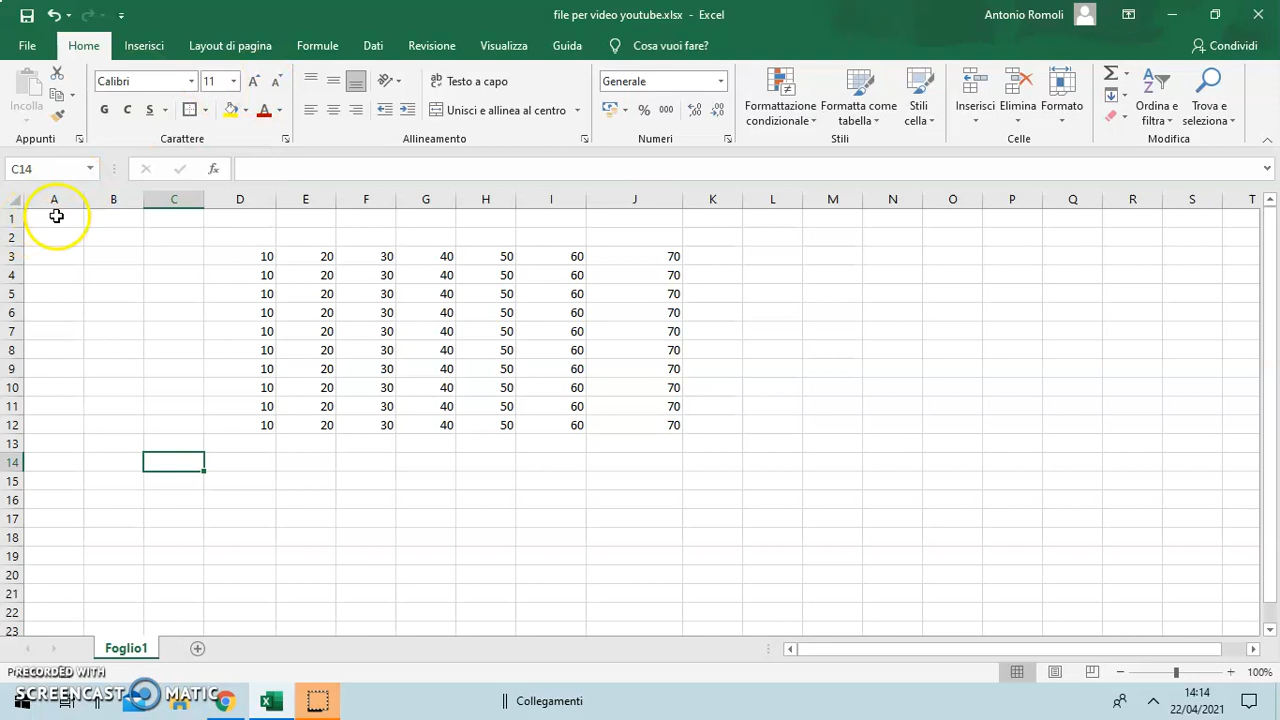 file per video youtube.xlsx - Excel
Antonio Romoli
File Home Inserisci Layout di pagina Formule Dati Revisione Visualizza Guida Cosa vuoi fare? Condividi
Incolla
Calibri 11
G C S
Testo a capo
Unisci e allinea al centro
Generale
% 000
Formattazione condizionale
Formatta come tabella
Stili cella
Inserisci Elimina Formato
Ordina e filtra
Trova e seleziona
Appunti Carattere Allineamento Numeri Stili Celle Modifica
C14 fx
A B C D E F G H I J K L M N O P Q R S T
1
2
3 10 20 30 40 50 60 70
4 10 20 30 40 50 60 70
5 10 20 30 40 50 60 70
6 10 20 30 40 50 60 70
7 10 20 30 40 50 60 70
8 10 20 30 40 50 60 70
9 10 20 30 40 50 60 70
10 10 20 30 40 50 60 70
11 10 20 30 40 50 60 70
12 10 20 30 40 50 60 70
13
14
15
16
17
18
19
20
21
22
23
Foglio1
100%
RECORDED WITH
SCREENCAST MATIC
Collegamenti
14:14
22/04/2021